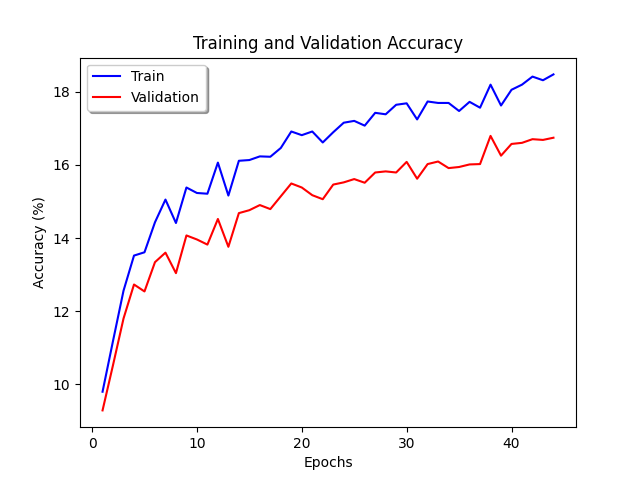 Training and Validation Accuracy
Train
Validation
Accuracy (%)
18
16
14
12
10
0 10 20 30 40
Epochs